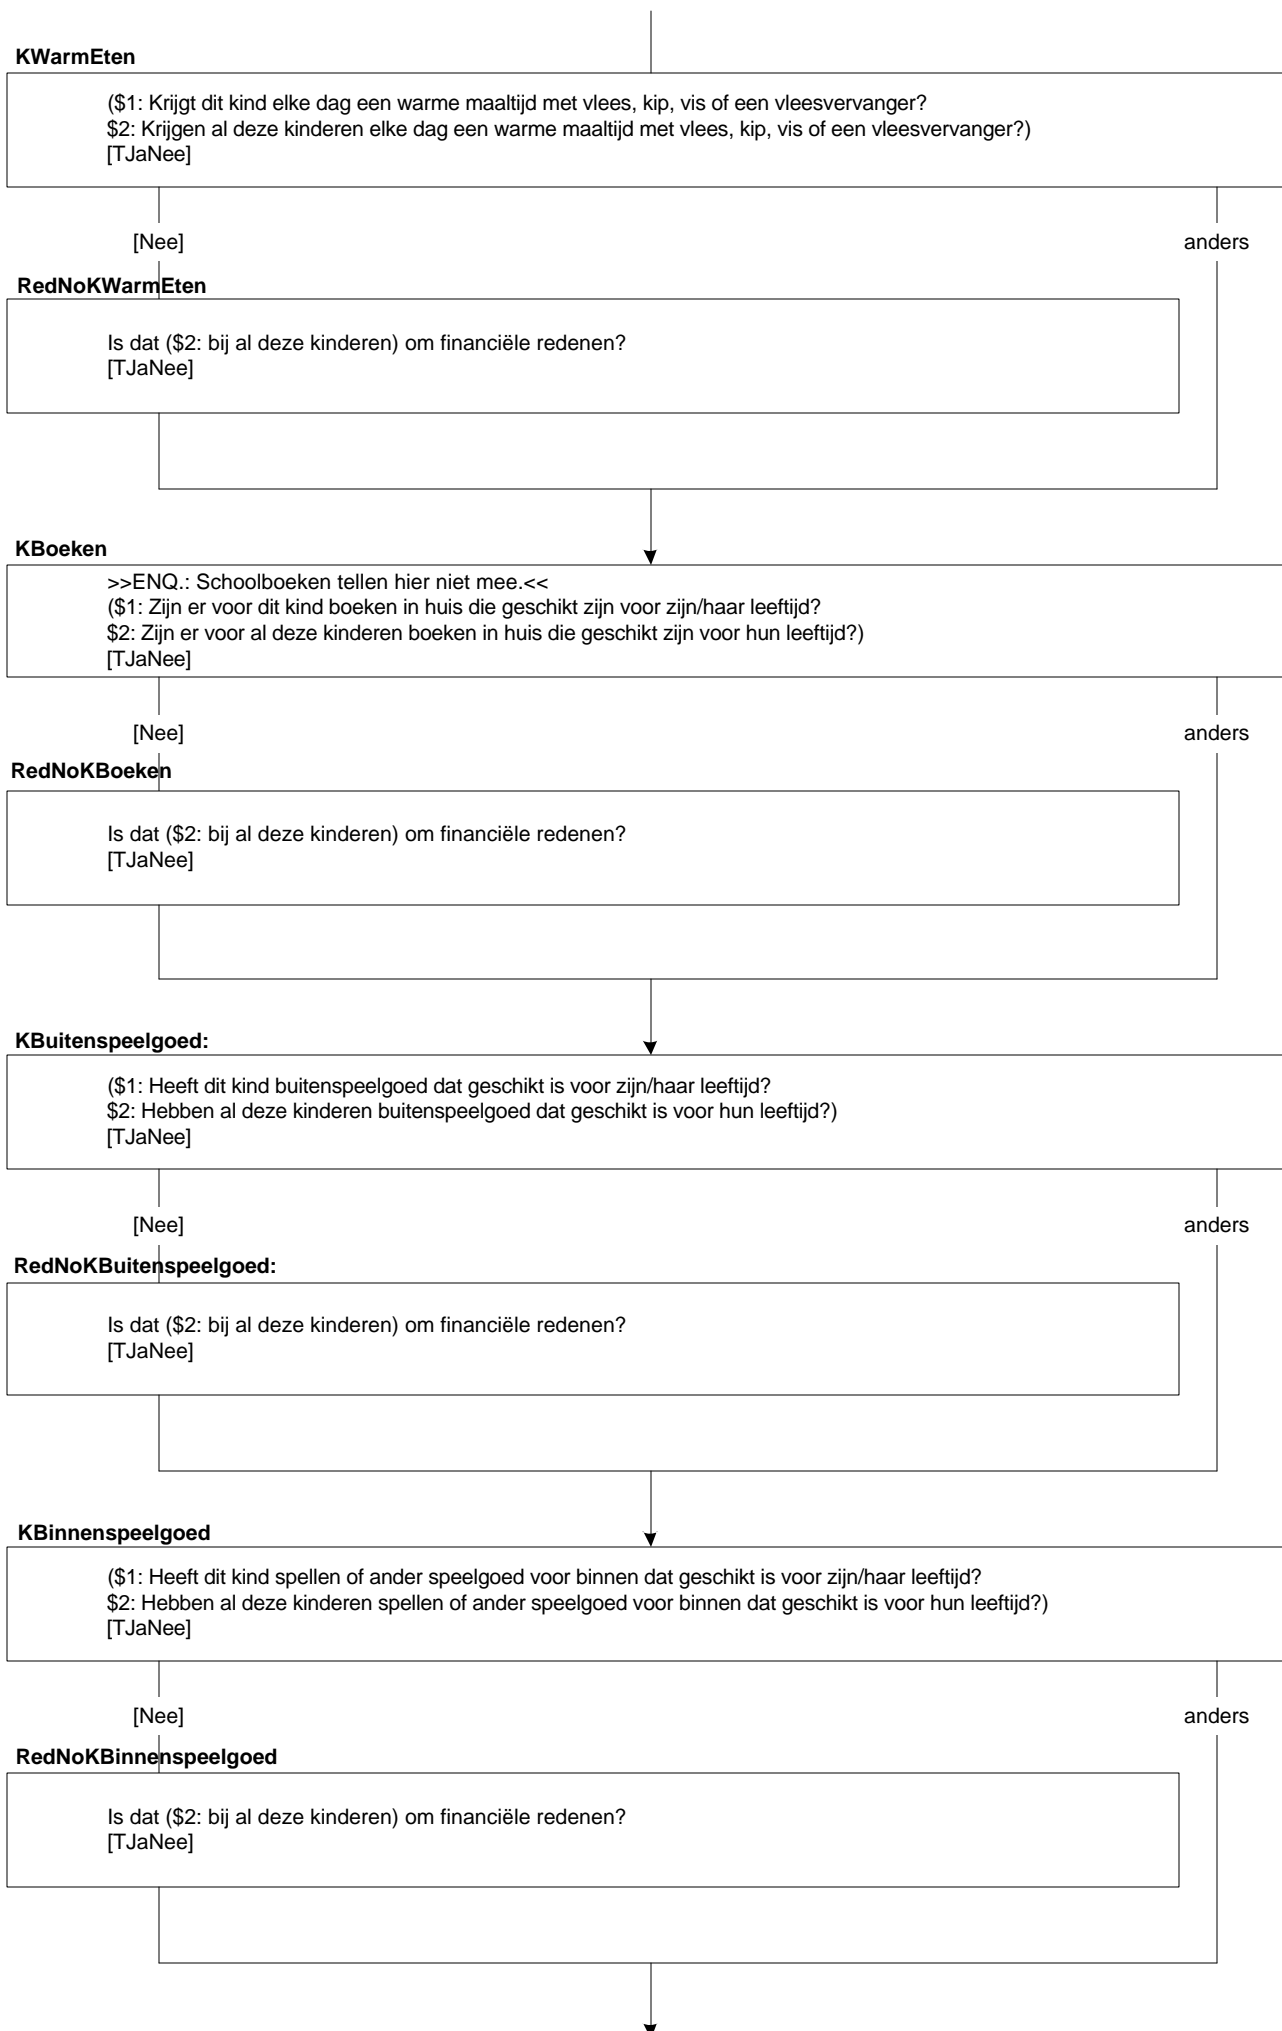 KWarmEten
($1: Krijgt dit kind elke dag een warme maaltijd met vlees, kip, vis of een vleesvervanger?
$2: Krijgen al deze kinderen elke dag een warme maaltijd met vlees, kip, vis of een vleesvervanger?)
[TJaNee]
[Nee] anders
RedNoKWarmEten
Is dat ($2: bij al deze kinderen) om financiële redenen?
[TJaNee]
KBoeken
>>ENQ.: Schoolboeken tellen hier niet mee.<<
($1: Zijn er voor dit kind boeken in huis die geschikt zijn voor zijn/haar leeftijd?
$2: Zijn er voor al deze kinderen boeken in huis die geschikt zijn voor hun leeftijd?)
[TJaNee]
[Nee] anders
RedNoKBoeken
Is dat ($2: bij al deze kinderen) om financiële redenen?
[TJaNee]
KBuitenspeelgoed:
($1: Heeft dit kind buitenspeelgoed dat geschikt is voor zijn/haar leeftijd?
$2: Hebben al deze kinderen buitenspeelgoed dat geschikt is voor hun leeftijd?)
[TJaNee]
[Nee] anders
RedNoKBuitenspeelgoed:
Is dat ($2: bij al deze kinderen) om financiële redenen?
[TJaNee]
KBinnenspeelgoed
($1: Heeft dit kind spellen of ander speelgoed voor binnen dat geschikt is voor zijn/haar leeftijd?
$2: Hebben al deze kinderen spellen of ander speelgoed voor binnen dat geschikt is voor hun leeftijd?)
[TJaNee]
[Nee] anders
RedNoKBinnenspeelgoed
Is dat ($2: bij al deze kinderen) om financiële redenen?
[TJaNee]